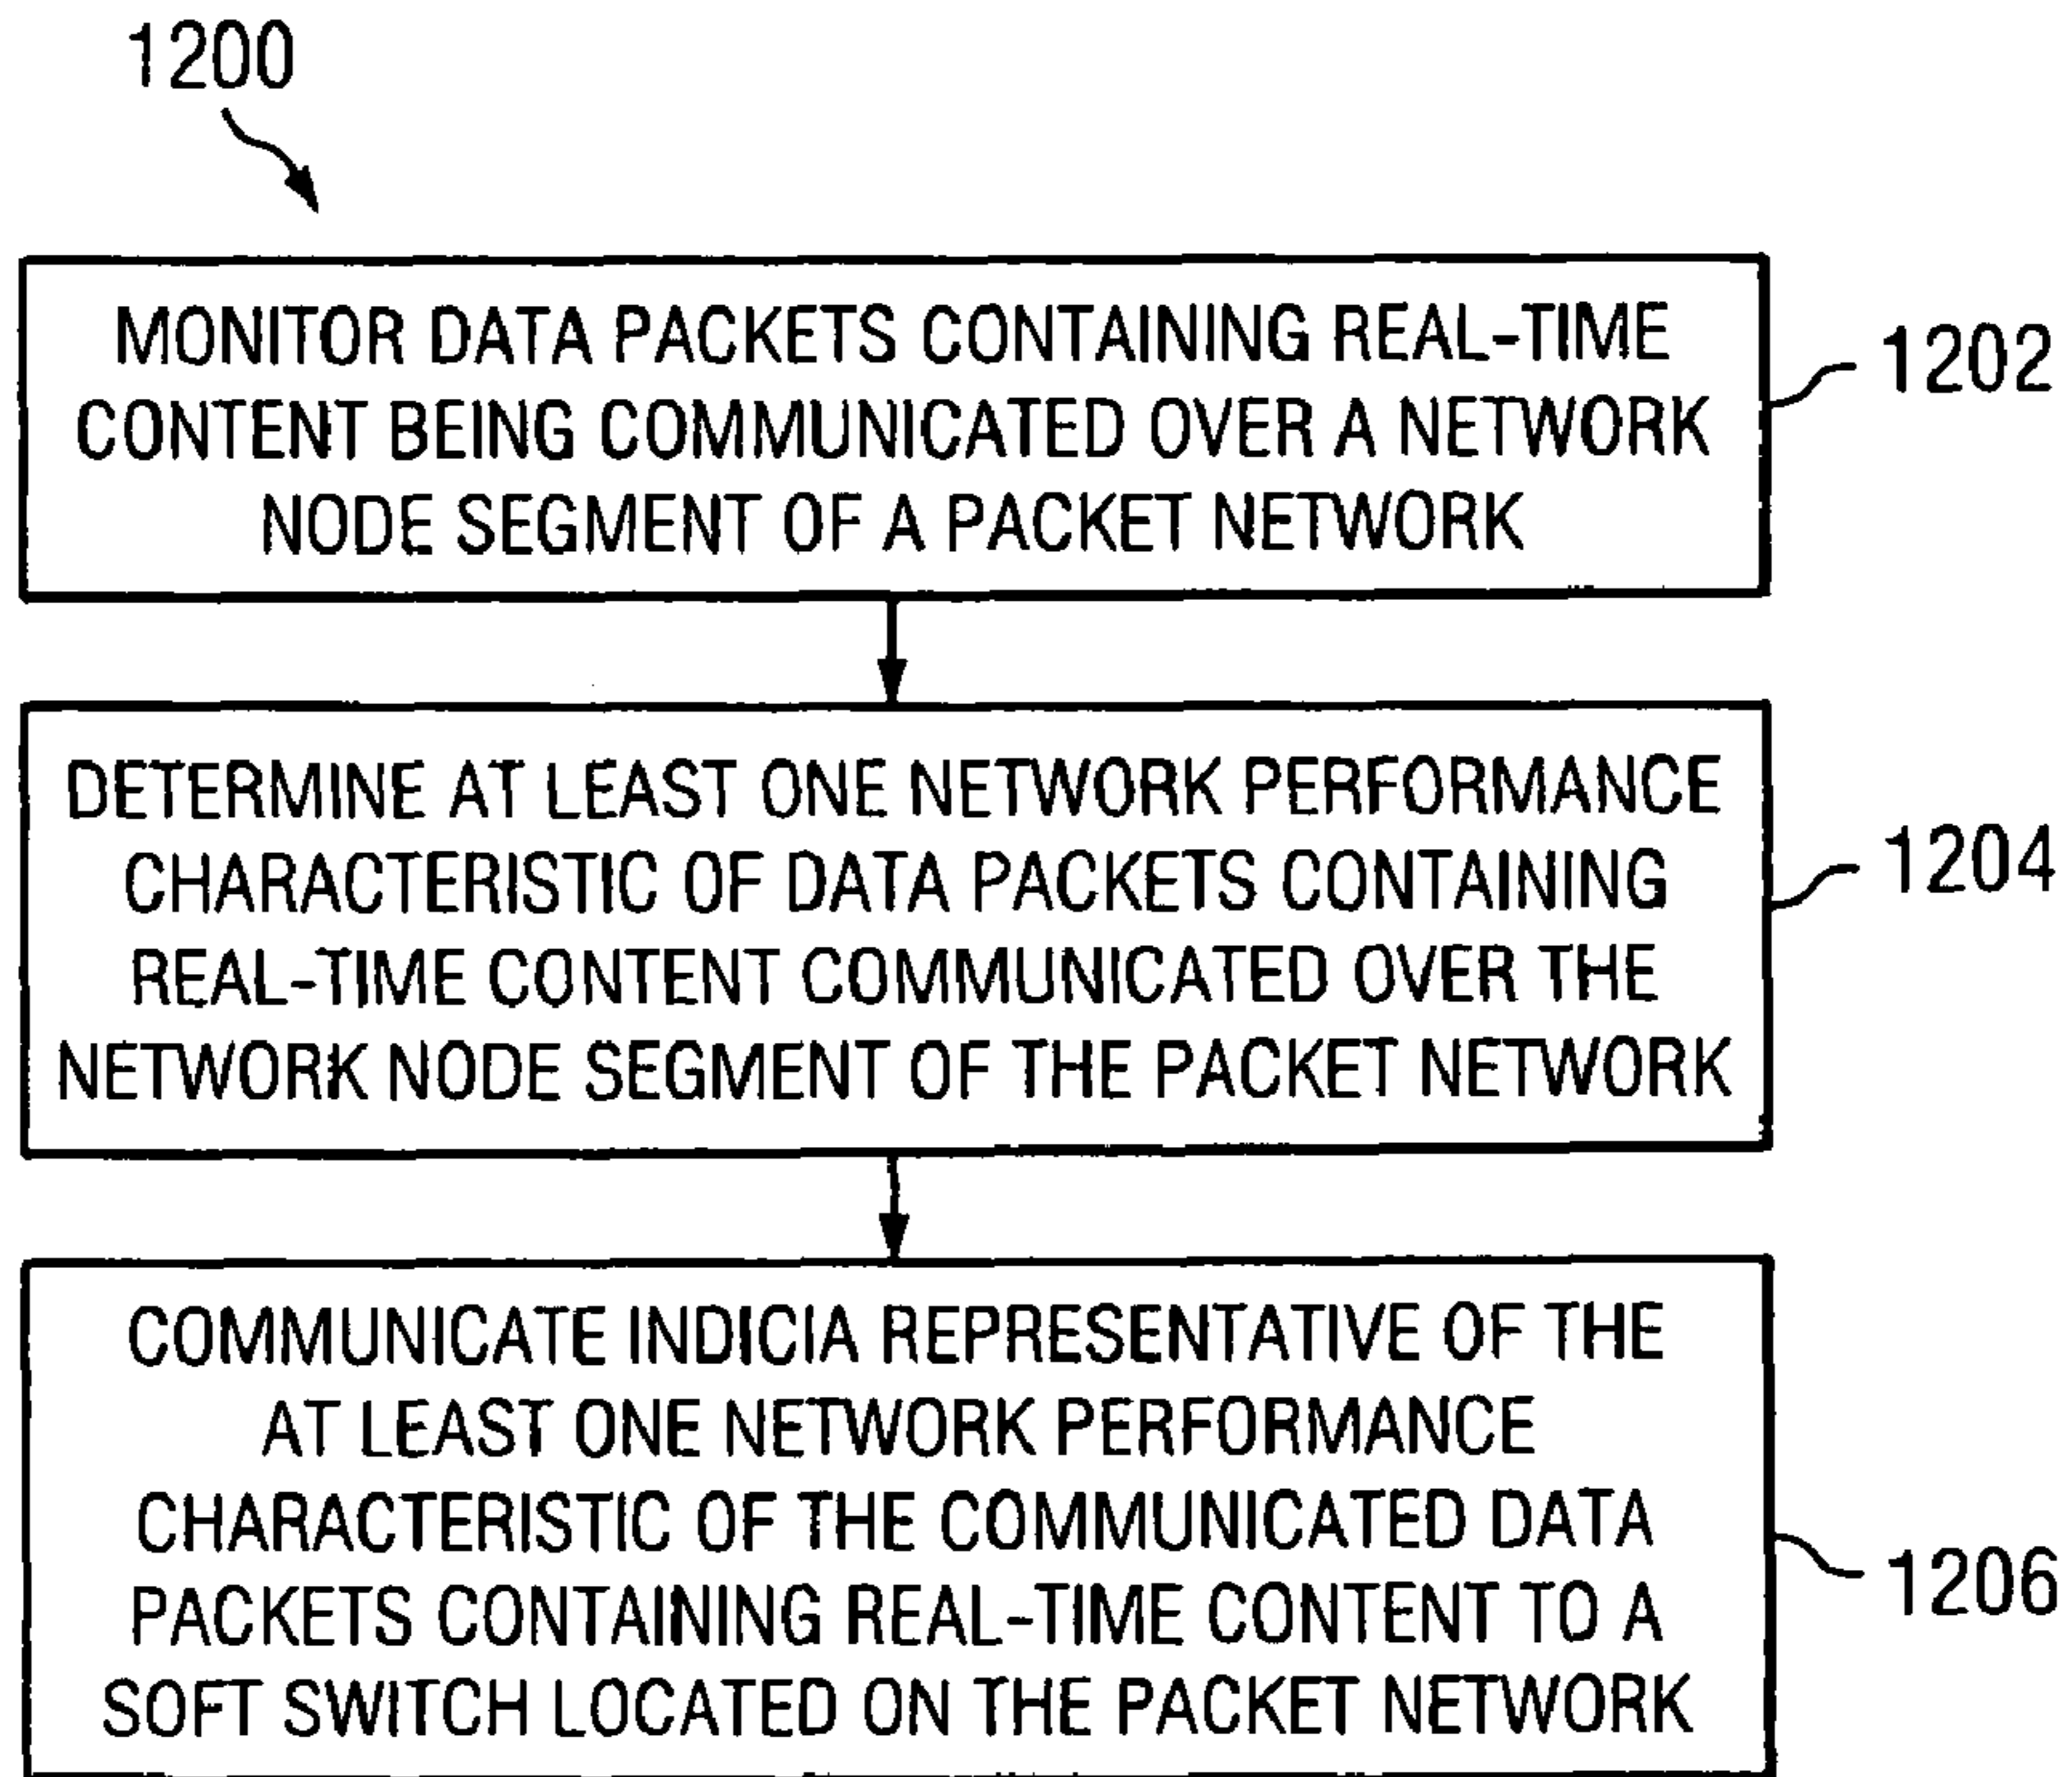 1200
MONITOR DATA PACKETS CONTAINING REAL-TIME
CONTENT BEING COMMUNICATED OVER A NETWORK
NODE SEGMENT OF A PACKET NETWORK
1202
DETERMINE AT LEAST ONE NETWORK PERFORMANCE
CHARACTERISTIC OF DATA PACKETS CONTAINING
REAL-TIME CONTENT COMMUNICATED OVER THE
NETWORK NODE SEGMENT OF THE PACKET NETWORK
1204
COMMUNICATE INDICIA REPRESENTATIVE OF THE
AT LEAST ONE NETWORK PERFORMANCE
CHARACTERISTIC OF THE COMMUNICATED DATA
PACKETS CONTAINING REAL-TIME CONTENT TO A
SOFT SWITCH LOCATED ON THE PACKET NETWORK
1206